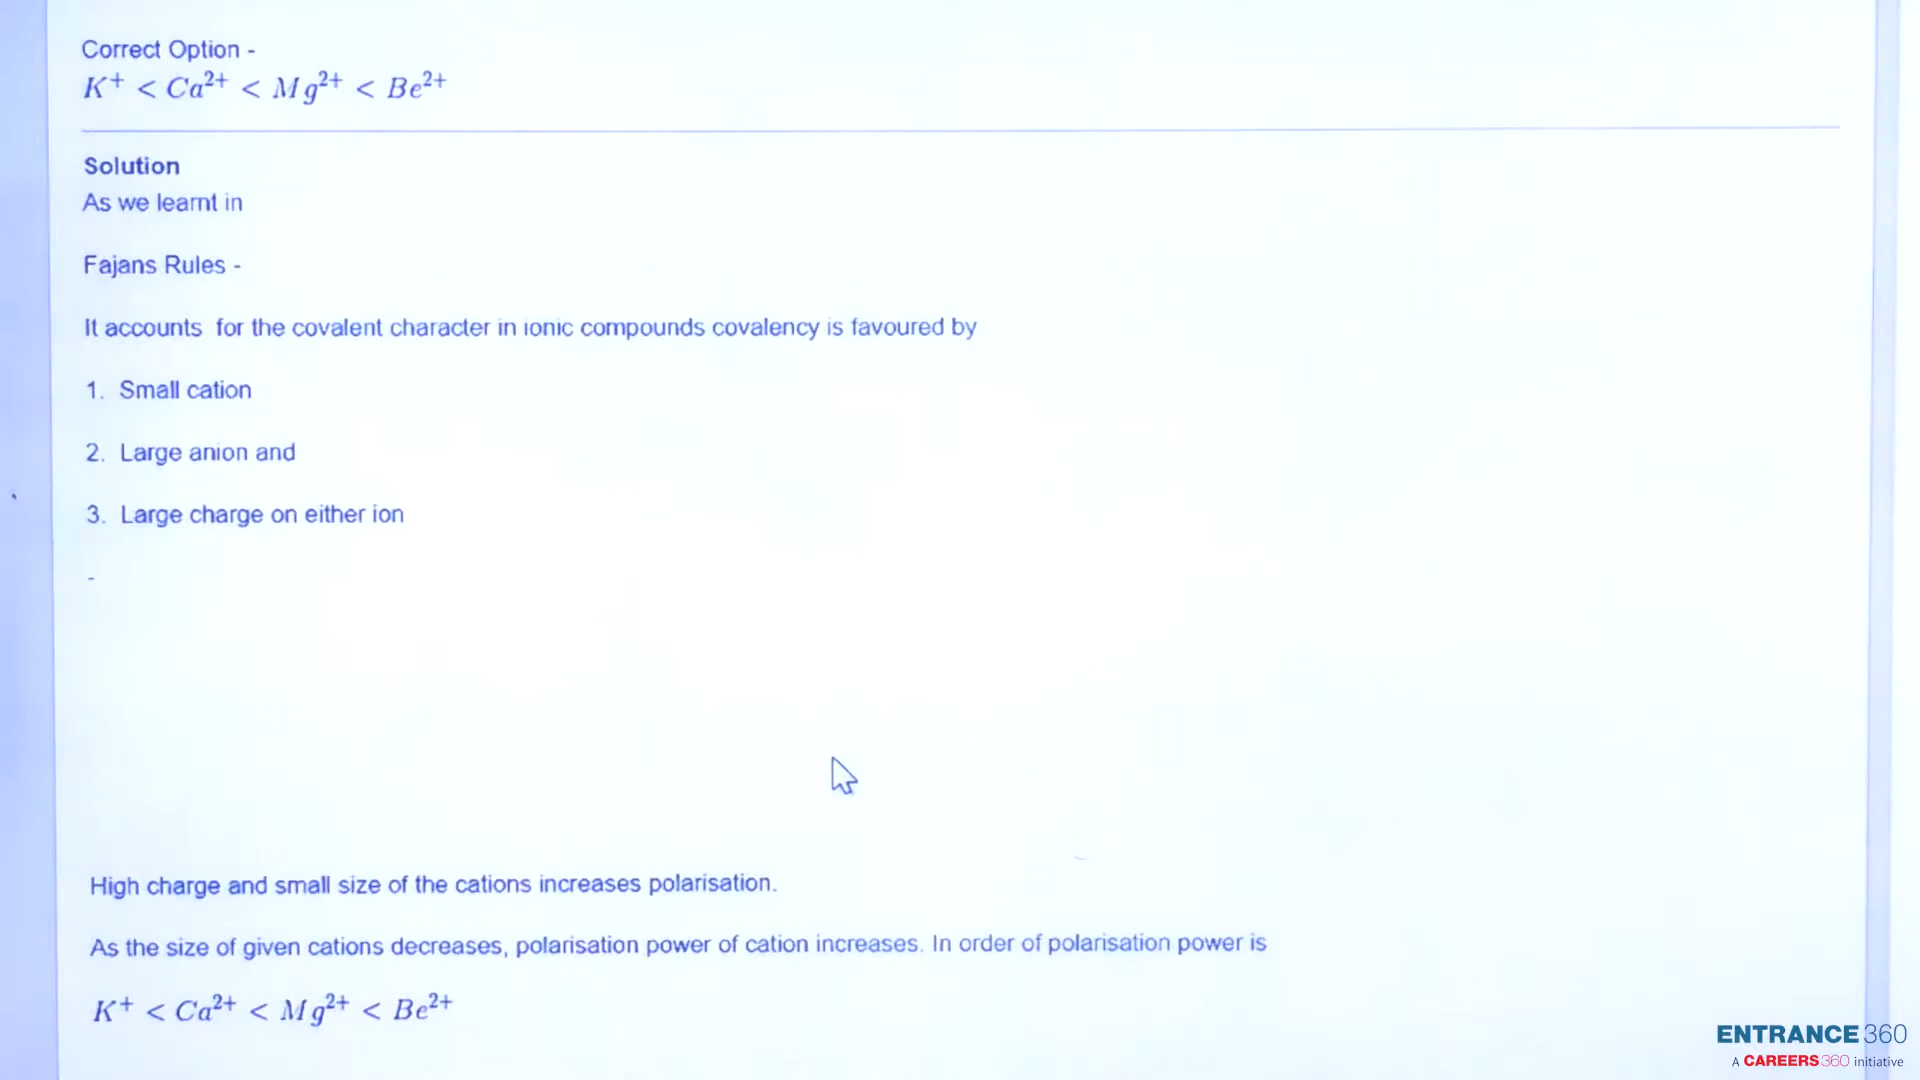 Correct Option -
K⁺ < Ca²⁺ < Mg²⁺ < Be²⁺
Solution
As we learnt in
Fajans Rules -
It accounts for the covalent character in ionic compounds covalency is favoured by
1. Small cation
2. Large anion and
3. Large charge on either ion
-
High charge and small size of the cations increases polarisation.
As the size of given cations decreases, polarisation power of cation increases. In order of polarisation power is
K⁺ < Ca²⁺ < Mg²⁺ < Be²⁺
ENTRANCE360
A CAREERS360 initiative